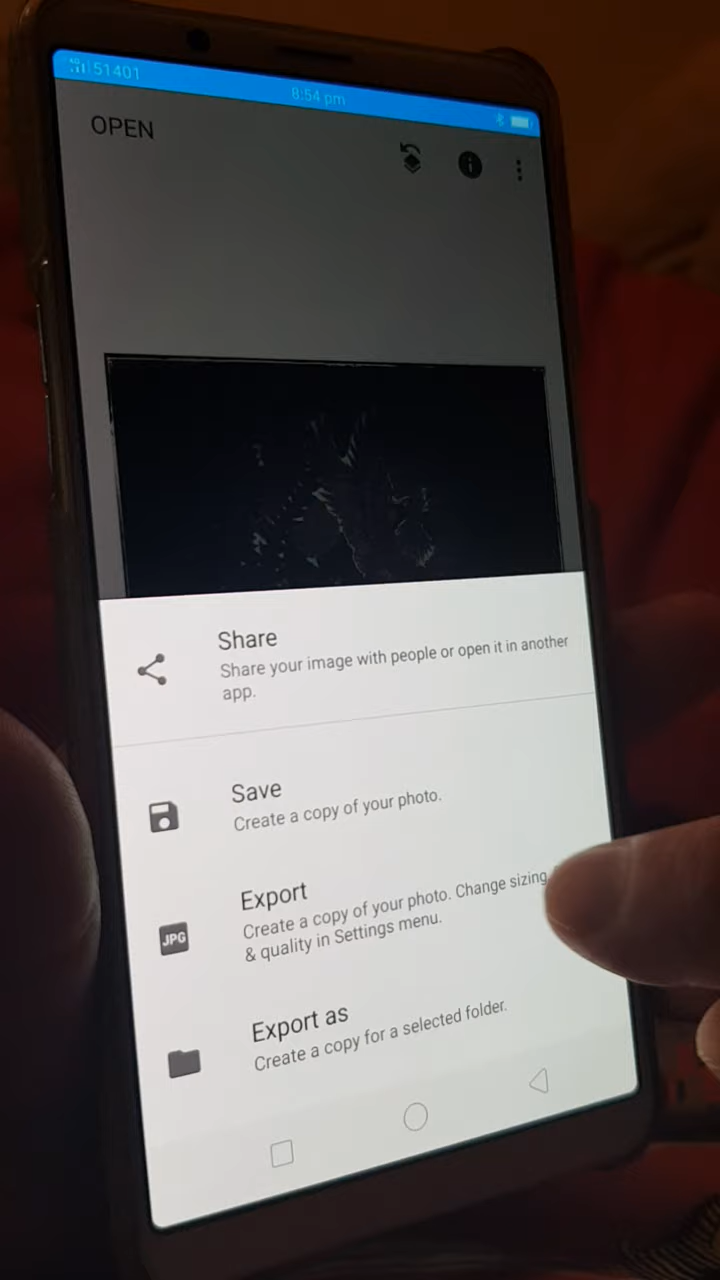 51401
8:54 pm
OPEN
Share
Share your image with people or open it in another
app.
Save
Create a copy of your photo.
Export
JPG
Create a copy of your photo. Change sizing
& quality in Settings menu.
Export as
Create a copy for a selected folder.